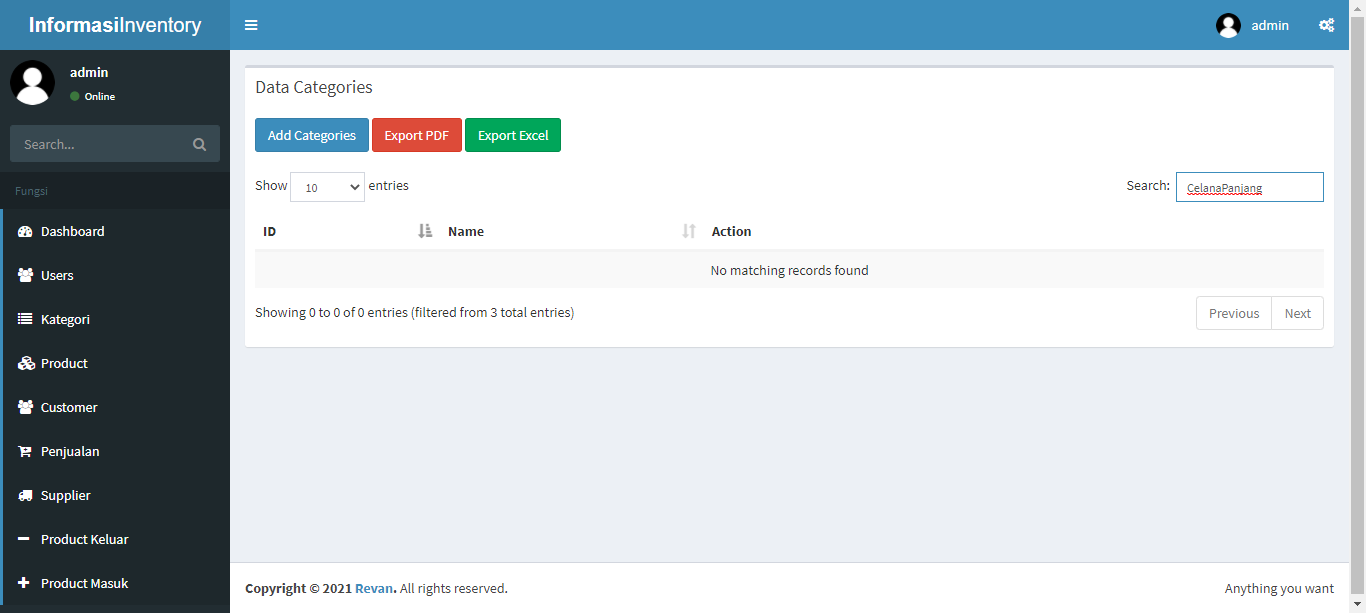 InformasiInventory
admin
admin
Online
Search...
Fungsi
Dashboard
Users
Kategori
Product
Customer
Penjualan
Supplier
Product Keluar
Product Masuk
Data Categories
Add Categories Export PDF Export Excel
Show 10 entries Search: CelanaPanjang
ID Name Action
No matching records found
Showing 0 to 0 of 0 entries (filtered from 3 total entries) Previous Next
Copyright © 2021 Revan. All rights reserved. Anything you want